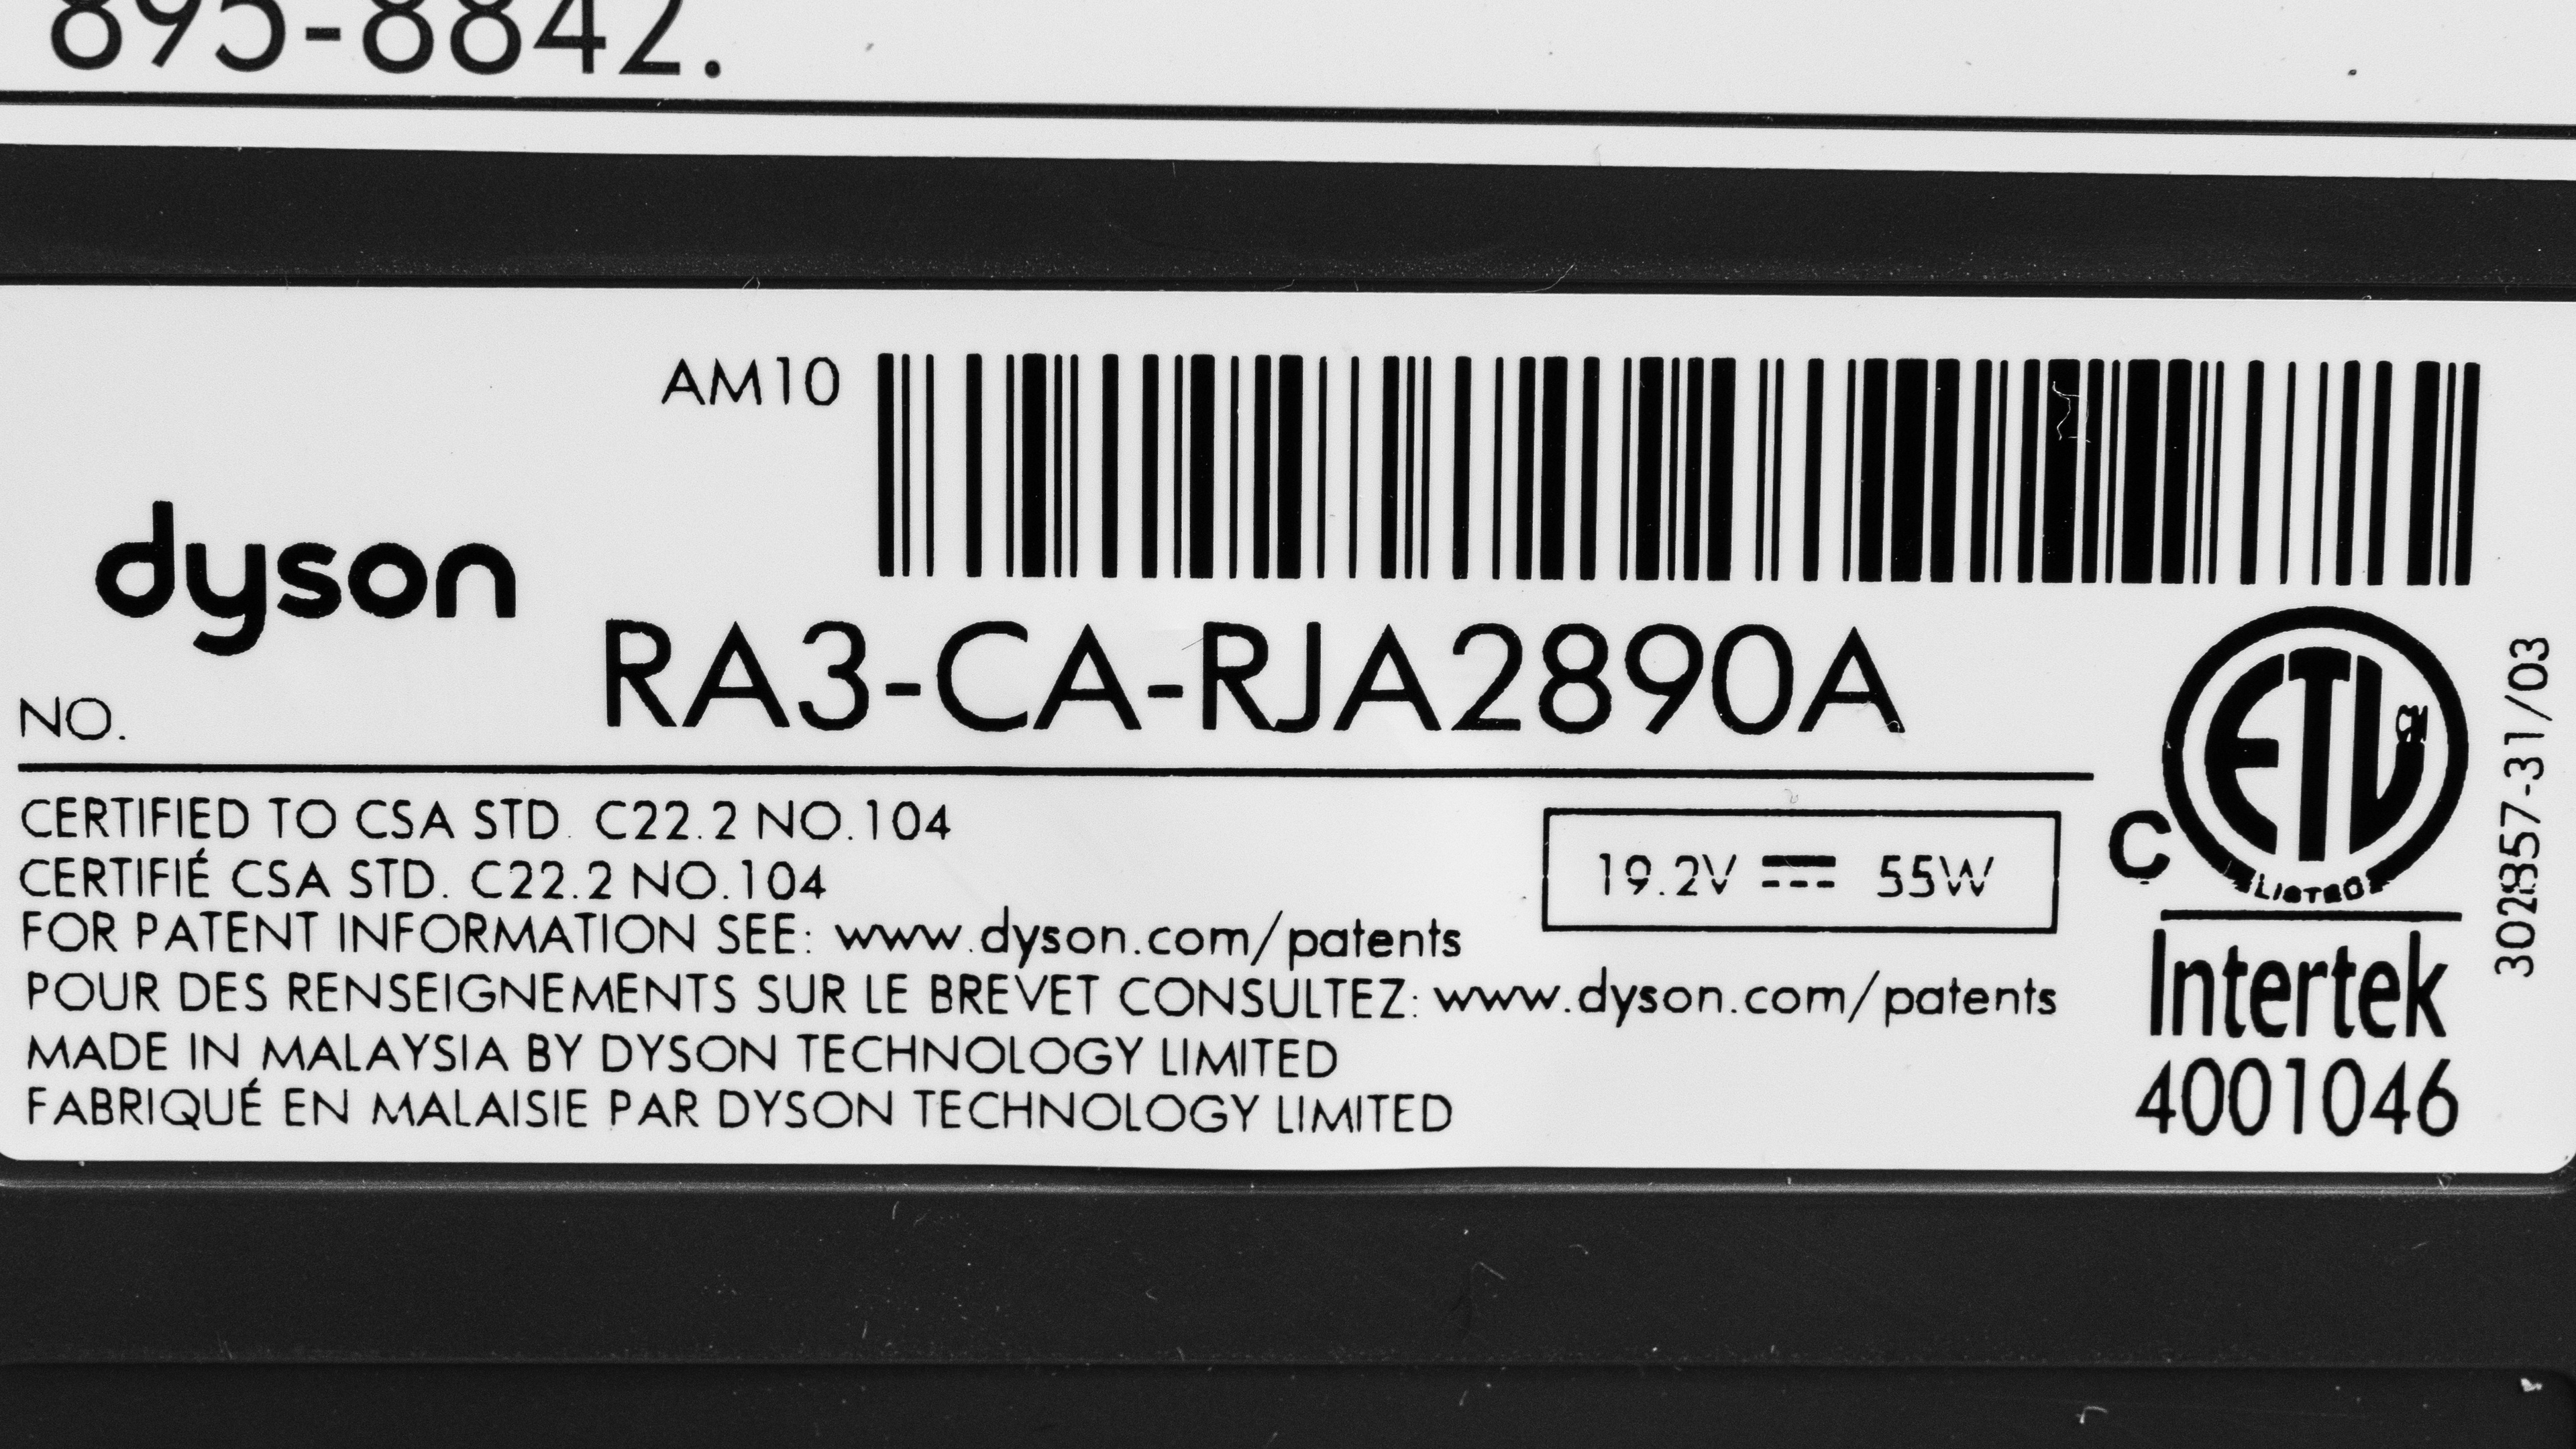 895-8842.
AM10
dyson
NO. RA3-CA-RJA2890A
CERTIFIED TO CSA STD. C22.2 NO.104
CERTIFIÉ CSA STD. C22.2 NO.104
FOR PATENT INFORMATION SEE: www.dyson.com/patents
POUR DES RENSEIGNEMENTS SUR LE BREVET CONSULTEZ: www.dyson.com/patents
MADE IN MALAYSIA BY DYSON TECHNOLOGY LIMITED
FABRIQUÉ EN MALAISIE PAR DYSON TECHNOLOGY LIMITED
19.2V ⎓ 55W
C
ETL
LISTED
CM
Intertek
4001046
302857-31/03